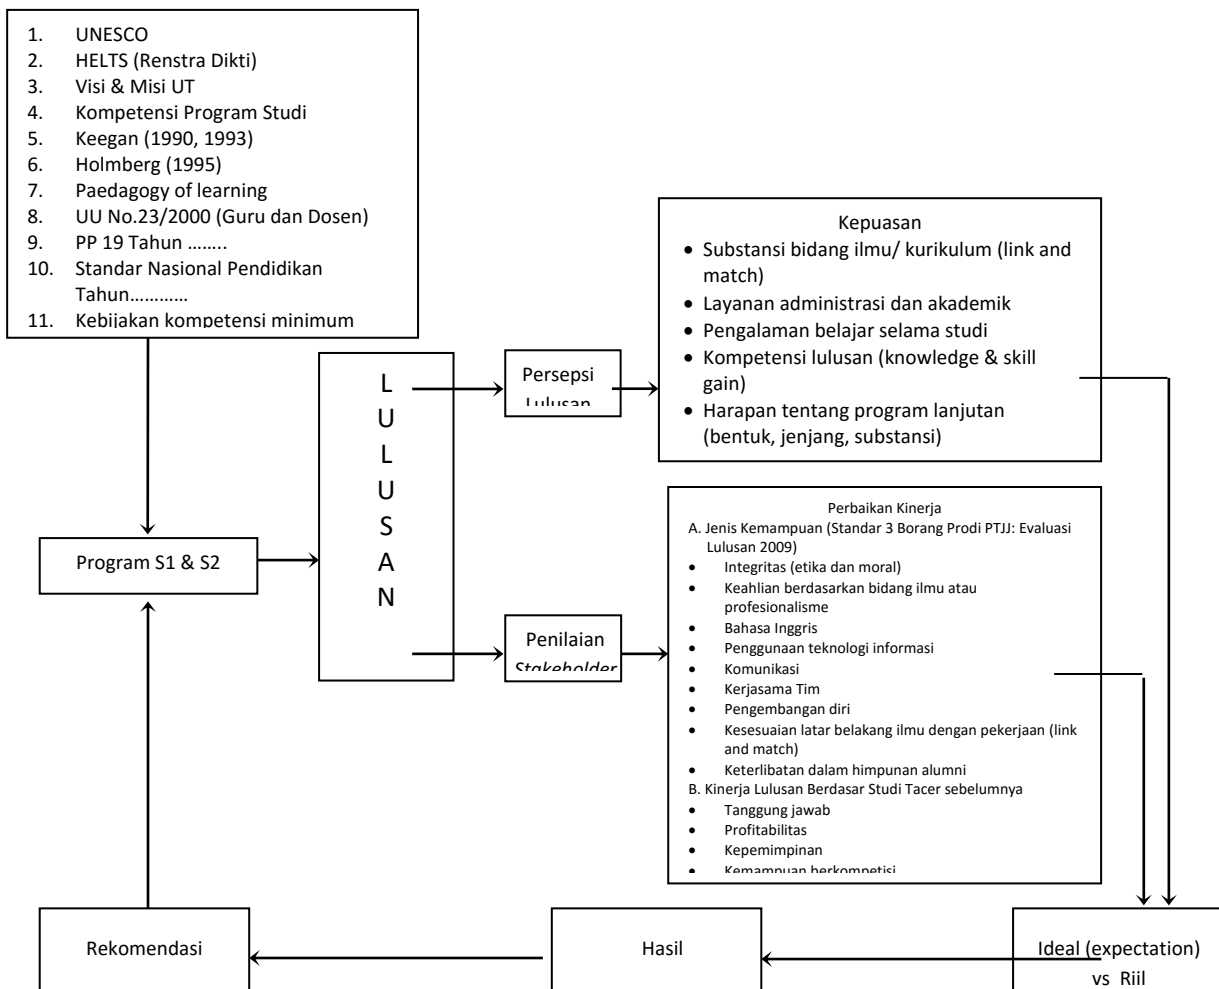 1. UNESCO
2. HELTS (Renstra Dikti)
3. Visi & Misi UT
4. Kompetensi Program Studi
5. Keegan (1990, 1993)
6. Holmberg (1995)
7. Paedagogy of learning
8. UU No.23/2000 (Guru dan Dosen)
9. PP 19 Tahun ……..
10. Standar Nasional Pendidikan
Tahun…………
11. Kebijakan kompetensi minimum
Program S1 & S2
L
U
L
U
S
A
N
Persepsi
Lulusan
Kepuasan
• Substansi bidang ilmu/ kurikulum (link and
match)
• Layanan administrasi dan akademik
• Pengalaman belajar selama studi
• Kompetensi lulusan (knowledge & skill
gain)
• Harapan tentang program lanjutan
(bentuk, jenjang, substansi)
Penilaian
Stakeholder
Perbaikan Kinerja
A. Jenis Kemampuan (Standar 3 Borang Prodi PTJJ: Evaluasi
Lulusan 2009)
• Integritas (etika dan moral)
• Keahlian berdasarkan bidang ilmu atau
profesionalisme
• Bahasa Inggris
• Penggunaan teknologi informasi
• Komunikasi
• Kerjasama Tim
• Pengembangan diri
• Kesesuaian latar belakang ilmu dengan pekerjaan (link
and match)
• Keterlibatan dalam himpunan alumni
B. Kinerja Lulusan Berdasar Studi Tacer sebelumnya
• Tanggung jawab
• Profitabilitas
• Kepemimpinan
• Kemampuan berkompetisi
Ideal (expectation)
vs Riil
Hasil
Rekomendasi